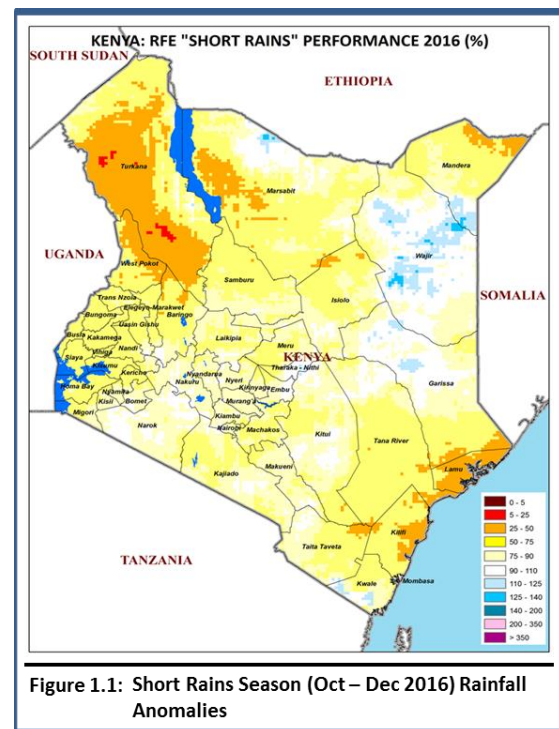 KENYA: RFE "SHORT RAINS" PERFORMANCE 2016 (%)
SOUTH SUDAN
ETHIOPIA
Mandera
Turkana
Marsabit
UGANDA
Wajir
West Pokot
SOMALIA
Samburu
Trans Nzoia
Isiolo
Elegeyo-Marakwet
Bungoma
Baringo
Uasin Gishu
Busia
Laikipia
Kakamega
Meru
Nandi
Vihiga
KENYA
Siaya
Kisumu
Nyandarua
Tharaka - Nithi
Kericho
Nyeri
Garissa
Homa Bay
Nakuru
Kirinyaga
Embu
Nyamira
Murang'a
Kisii
Bomet
Migori
Kiambu
Narok
Nairobi
Machakos
Kitui
Tana River
Lamu
Makueni
Kajiado
Kilifi
TANZANIA
Taita Taveta
Kwale
Mombasa
0 - 5
5 - 25
25 - 50
50 - 75
75 - 90
90 - 110
110 - 125
125 - 140
140 - 200
200 - 350
> 350
Figure 1.1: Short Rains Season (Oct – Dec 2016) Rainfall
Anomalies